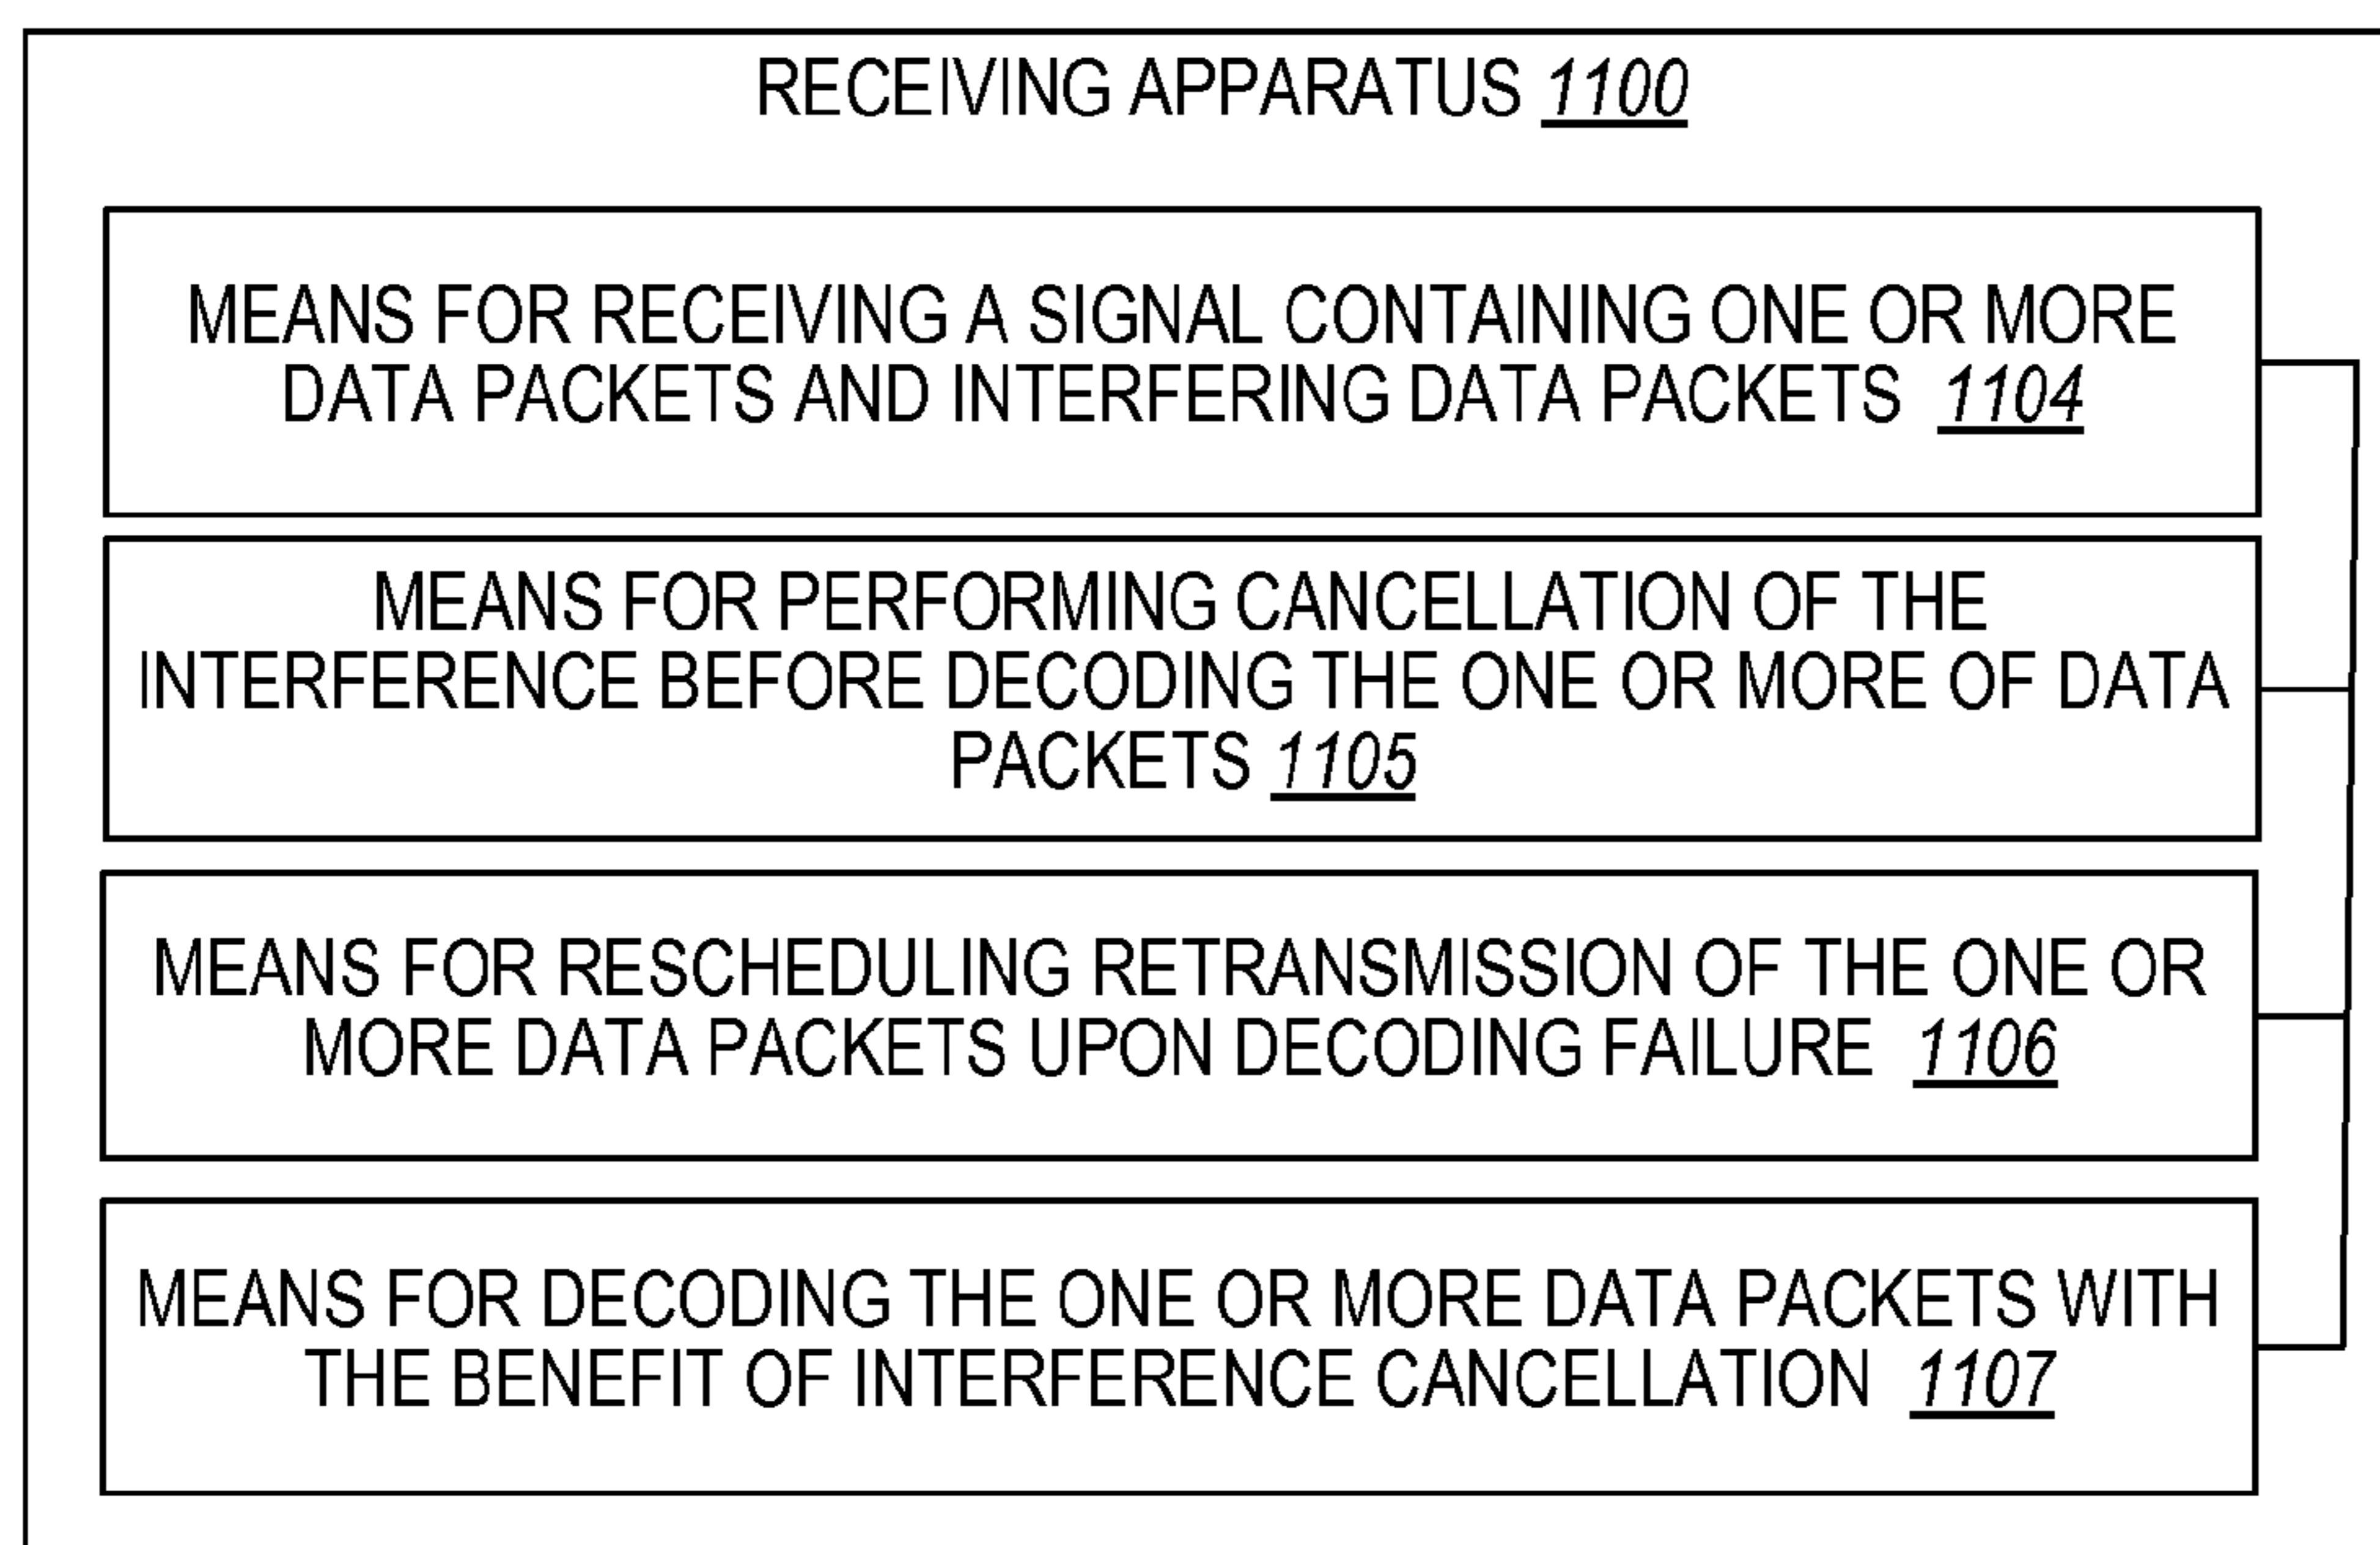 RECEIVING APPARATUS 1100
MEANS FOR RECEIVING A SIGNAL CONTAINING ONE OR MORE
DATA PACKETS AND INTERFERING DATA PACKETS 1104
MEANS FOR PERFORMING CANCELLATION OF THE
INTERFERENCE BEFORE DECODING THE ONE OR MORE OF DATA
PACKETS 1105
MEANS FOR RESCHEDULING RETRANSMISSION OF THE ONE OR
MORE DATA PACKETS UPON DECODING FAILURE 1106
MEANS FOR DECODING THE ONE OR MORE DATA PACKETS WITH
THE BENEFIT OF INTERFERENCE CANCELLATION 1107